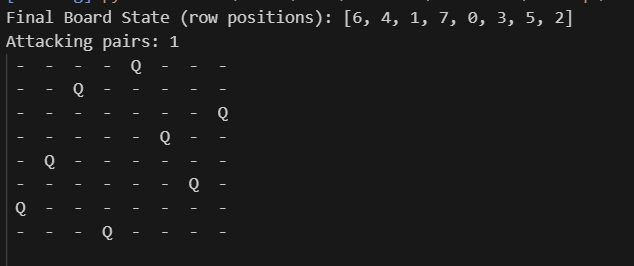 Final Board State (row positions): [6, 4, 1, 7, 0, 3, 5, 2]
Attacking pairs: 1
- - - - Q - - -
- - Q - - - - -
- - - - - - - Q
- - - - - Q - -
- Q - - - - - -
- - - - - - Q -
Q - - - - - - -
- - - Q - - - -